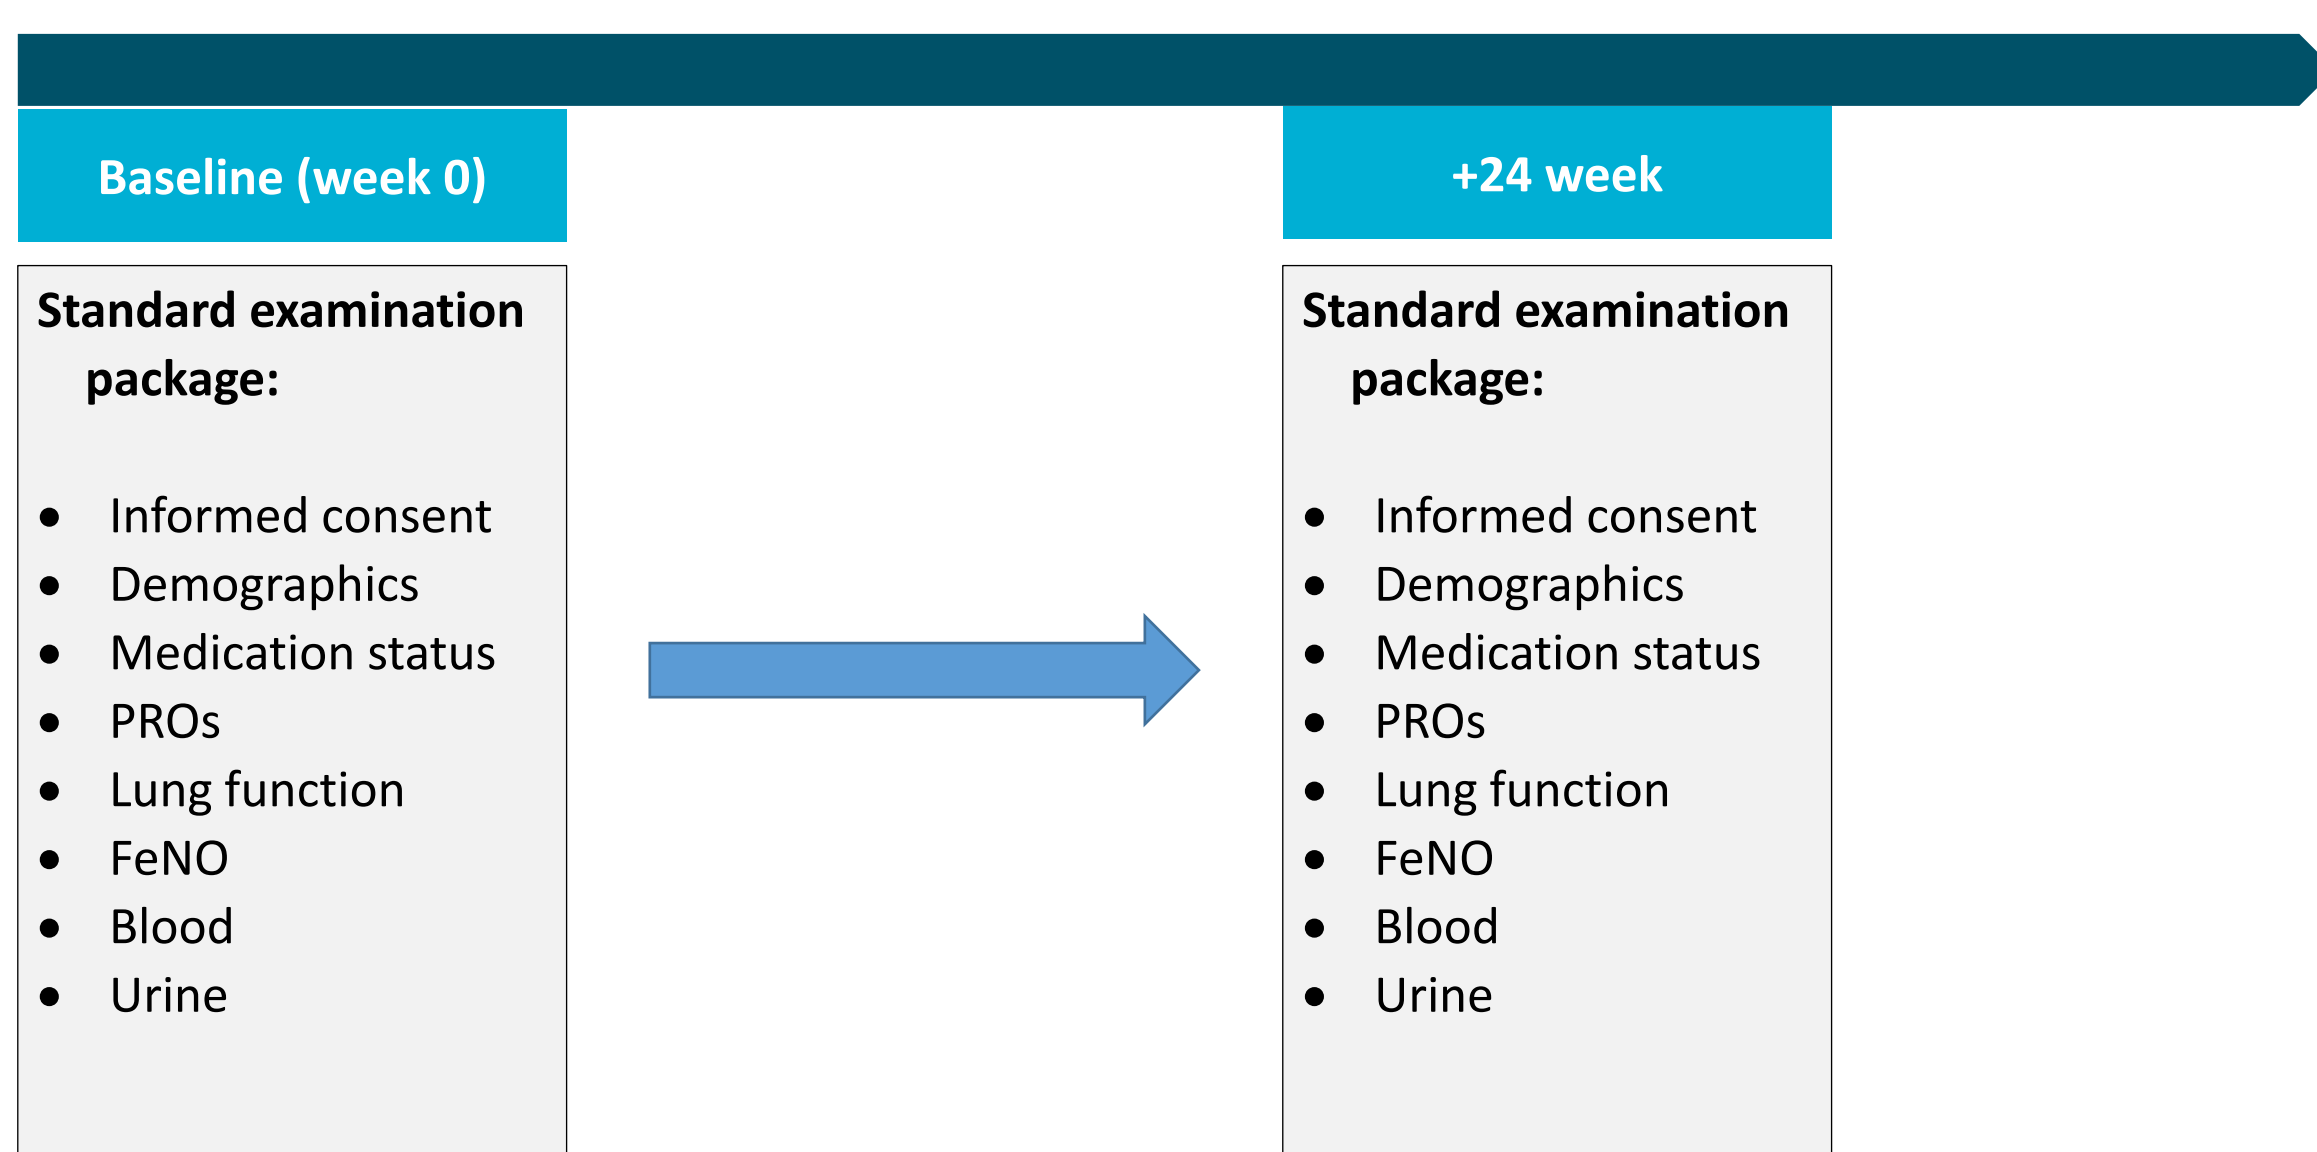 Baseline (week 0)
Standard examination
package:
● Informed consent
● Demographics
● Medication status
● PROs
● Lung function
● FeNO
● Blood
● Urine
+24 week
Standard examination
package:
● Informed consent
● Demographics
● Medication status
● PROs
● Lung function
● FeNO
● Blood
● Urine